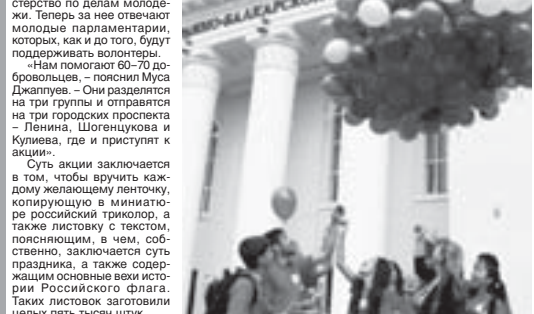 стерство по делам молоде-
жи. Теперь за нее отвечают
молодые парламентарии,
которых, как и до того, будут
поддерживать волонтеры.
«Нам помогают 60–70 до-
бровольцев, – пояснил Муса
Джаппуев. – Они разделятся
на три группы и отправятся
на три городских проспекта
– Ленина, Шогенцукова и
Кулиева, где и приступят к
акции».
Суть акции заключается
в том, чтобы вручить каж-
дому желающему ленточку,
копирующую в миниатю-
ре российский триколор, а
также листовку с текстом,
поясняющим, в чем, соб-
ственно, заключается суть
праздника, а также содер-
жащим основные вехи исто-
рии Российского флага.
Таких листовок заготовили
целых пять тысяч штук